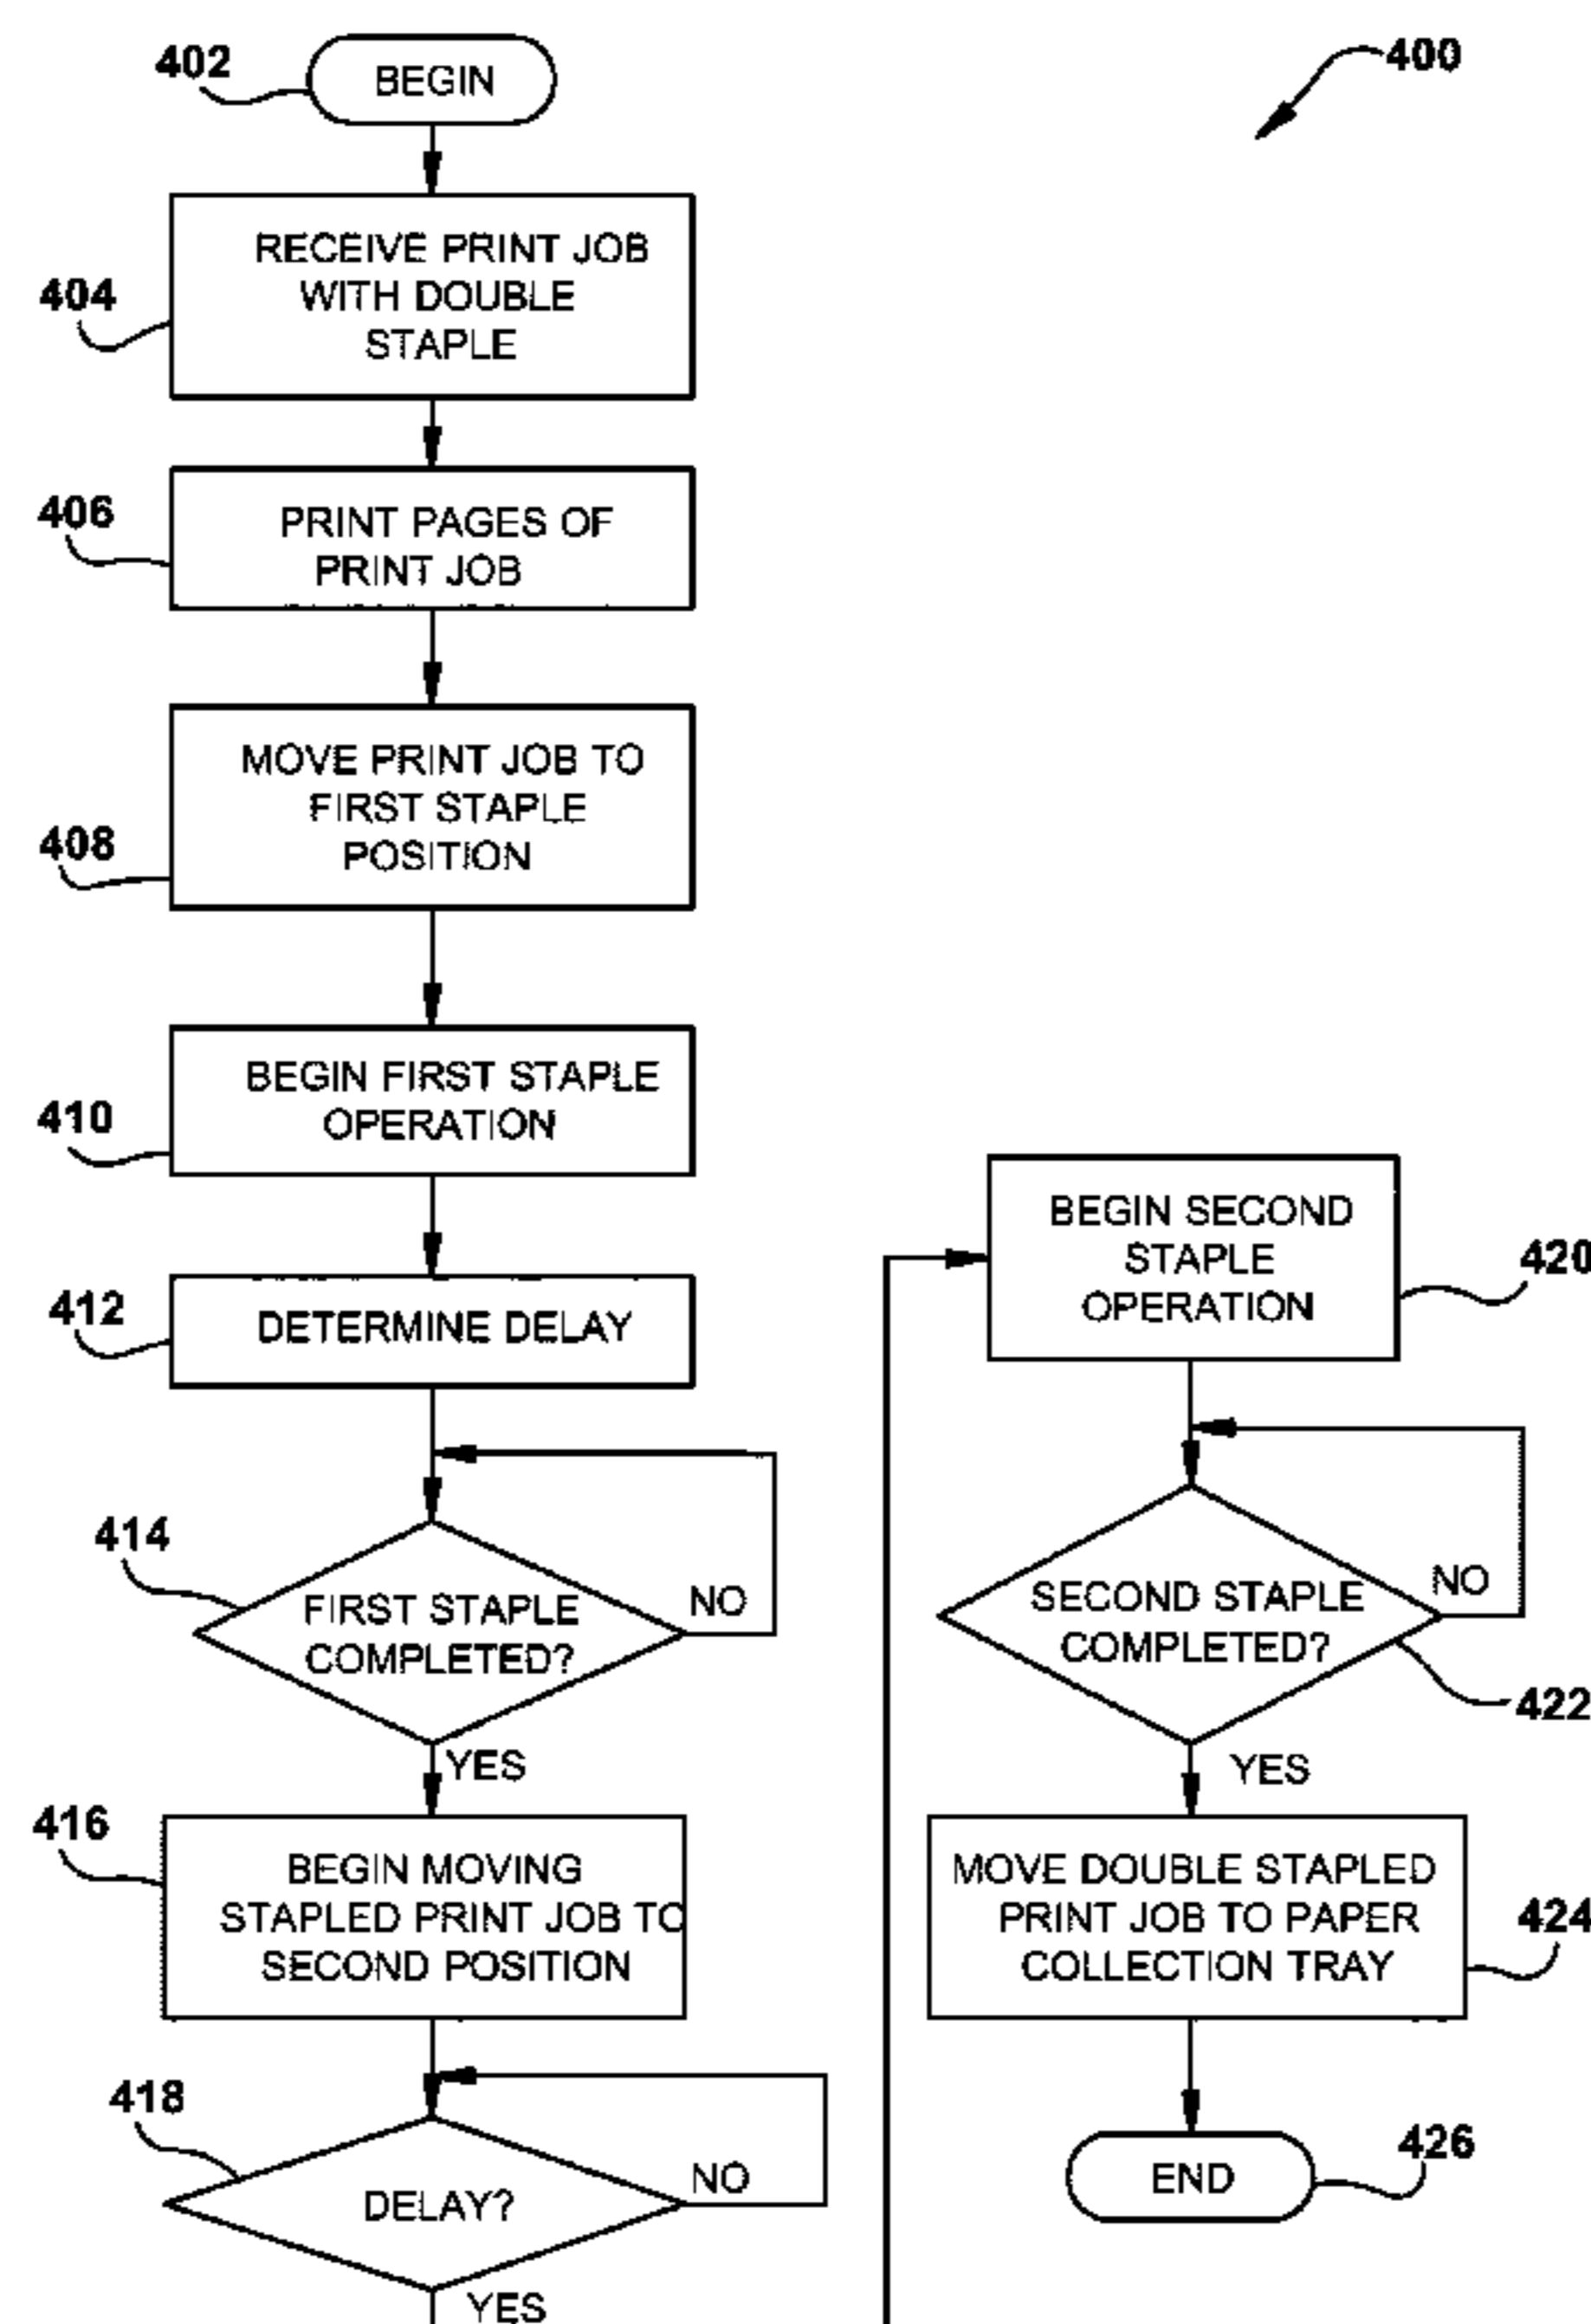 400
402
BEGIN
404
RECEIVE PRINT JOB
WITH DOUBLE
STAPLE
406
PRINT PAGES OF
PRINT JOB
408
MOVE PRINT JOB TO
FIRST STAPLE
POSITION
410
BEGIN FIRST STAPLE
OPERATION
412
DETERMINE DELAY
414
FIRST STAPLE
COMPLETED?
NO
YES
416
BEGIN MOVING
STAPLED PRINT JOB TO
SECOND POSITION
418
DELAY?
NO
YES
BEGIN SECOND
STAPLE
OPERATION
420
SECOND STAPLE
COMPLETED?
NO
422
YES
MOVE DOUBLE STAPLED
PRINT JOB TO PAPER
COLLECTION TRAY
424
END
426